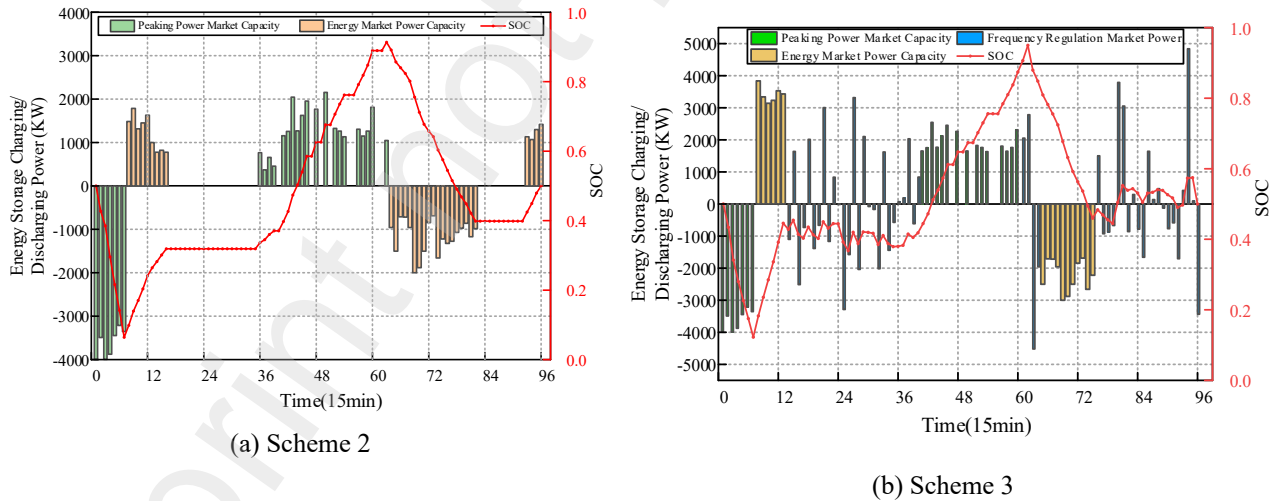 Peaking Power Market Capacity
Energy Market Power Capacity
SOC
4000
3000
2000
1000
0
-1000
-2000
-3000
-4000
Energy Storage Charging/
Discharging Power (KW)
1.0
0.8
0.6
0.4
0.2
0.0
SOC
0 12 24 36 48 60 72 84 96
Time(15min)
(a) Scheme 2
Peaking Power Market Capacity
Frequency Regulation Market Power
Energy Market Power Capacity
SOC
5000
4000
3000
2000
1000
0
-1000
-2000
-3000
-4000
-5000
Energy Storage Charging/
Discharging Power (KW)
1.0
0.8
0.6
0.4
0.2
0.0
SOC
0 12 24 36 48 60 72 84 96
Time(15min)
(b) Scheme 3
print not